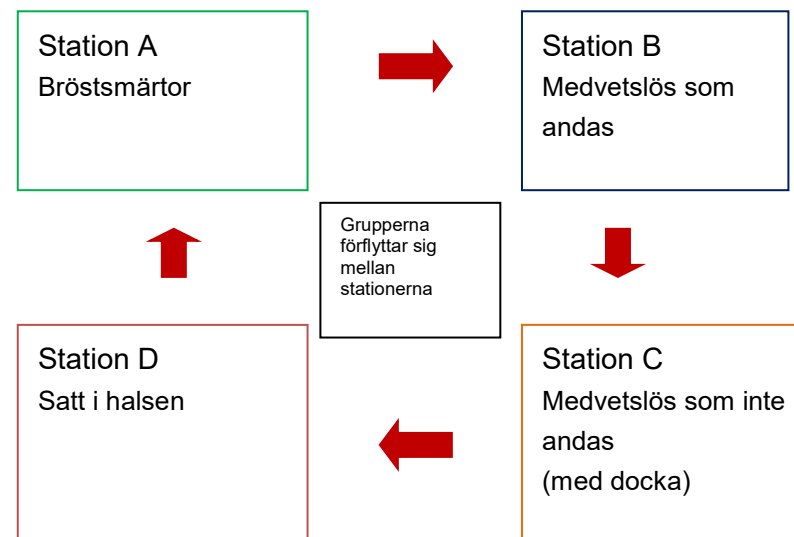 Station A
Bröstsmärtor
Station B
Medvetslös som
andas
Grupperna
förflyttar sig
mellan
stationerna
Station D
Satt i halsen
Station C
Medvetslös som inte
andas
(med docka)